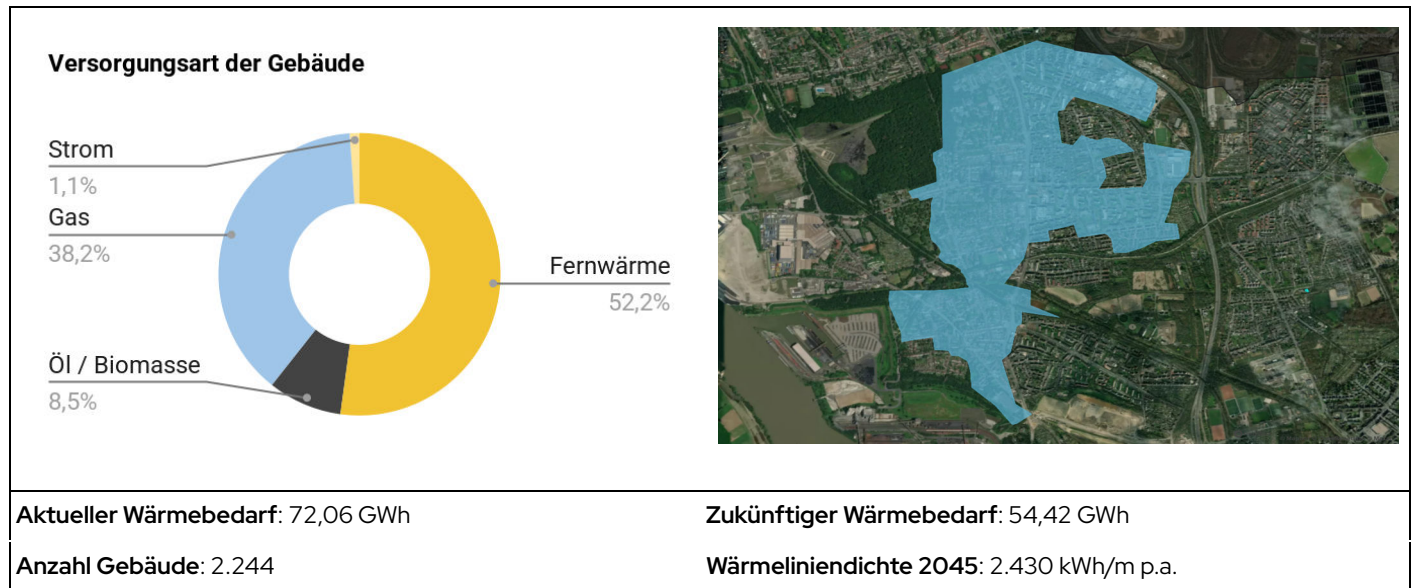 Versorgungsart der Gebäude
Strom
1,1%
Gas
38,2%
Öl / Biomasse
8,5%
Fernwärme
52,2%
Aktueller Wärmebedarf: 72,06 GWh
Zukünftiger Wärmebedarf: 54,42 GWh
Anzahl Gebäude: 2.244
Wärmeliniendichte 2045: 2.430 kWh/m p.a.